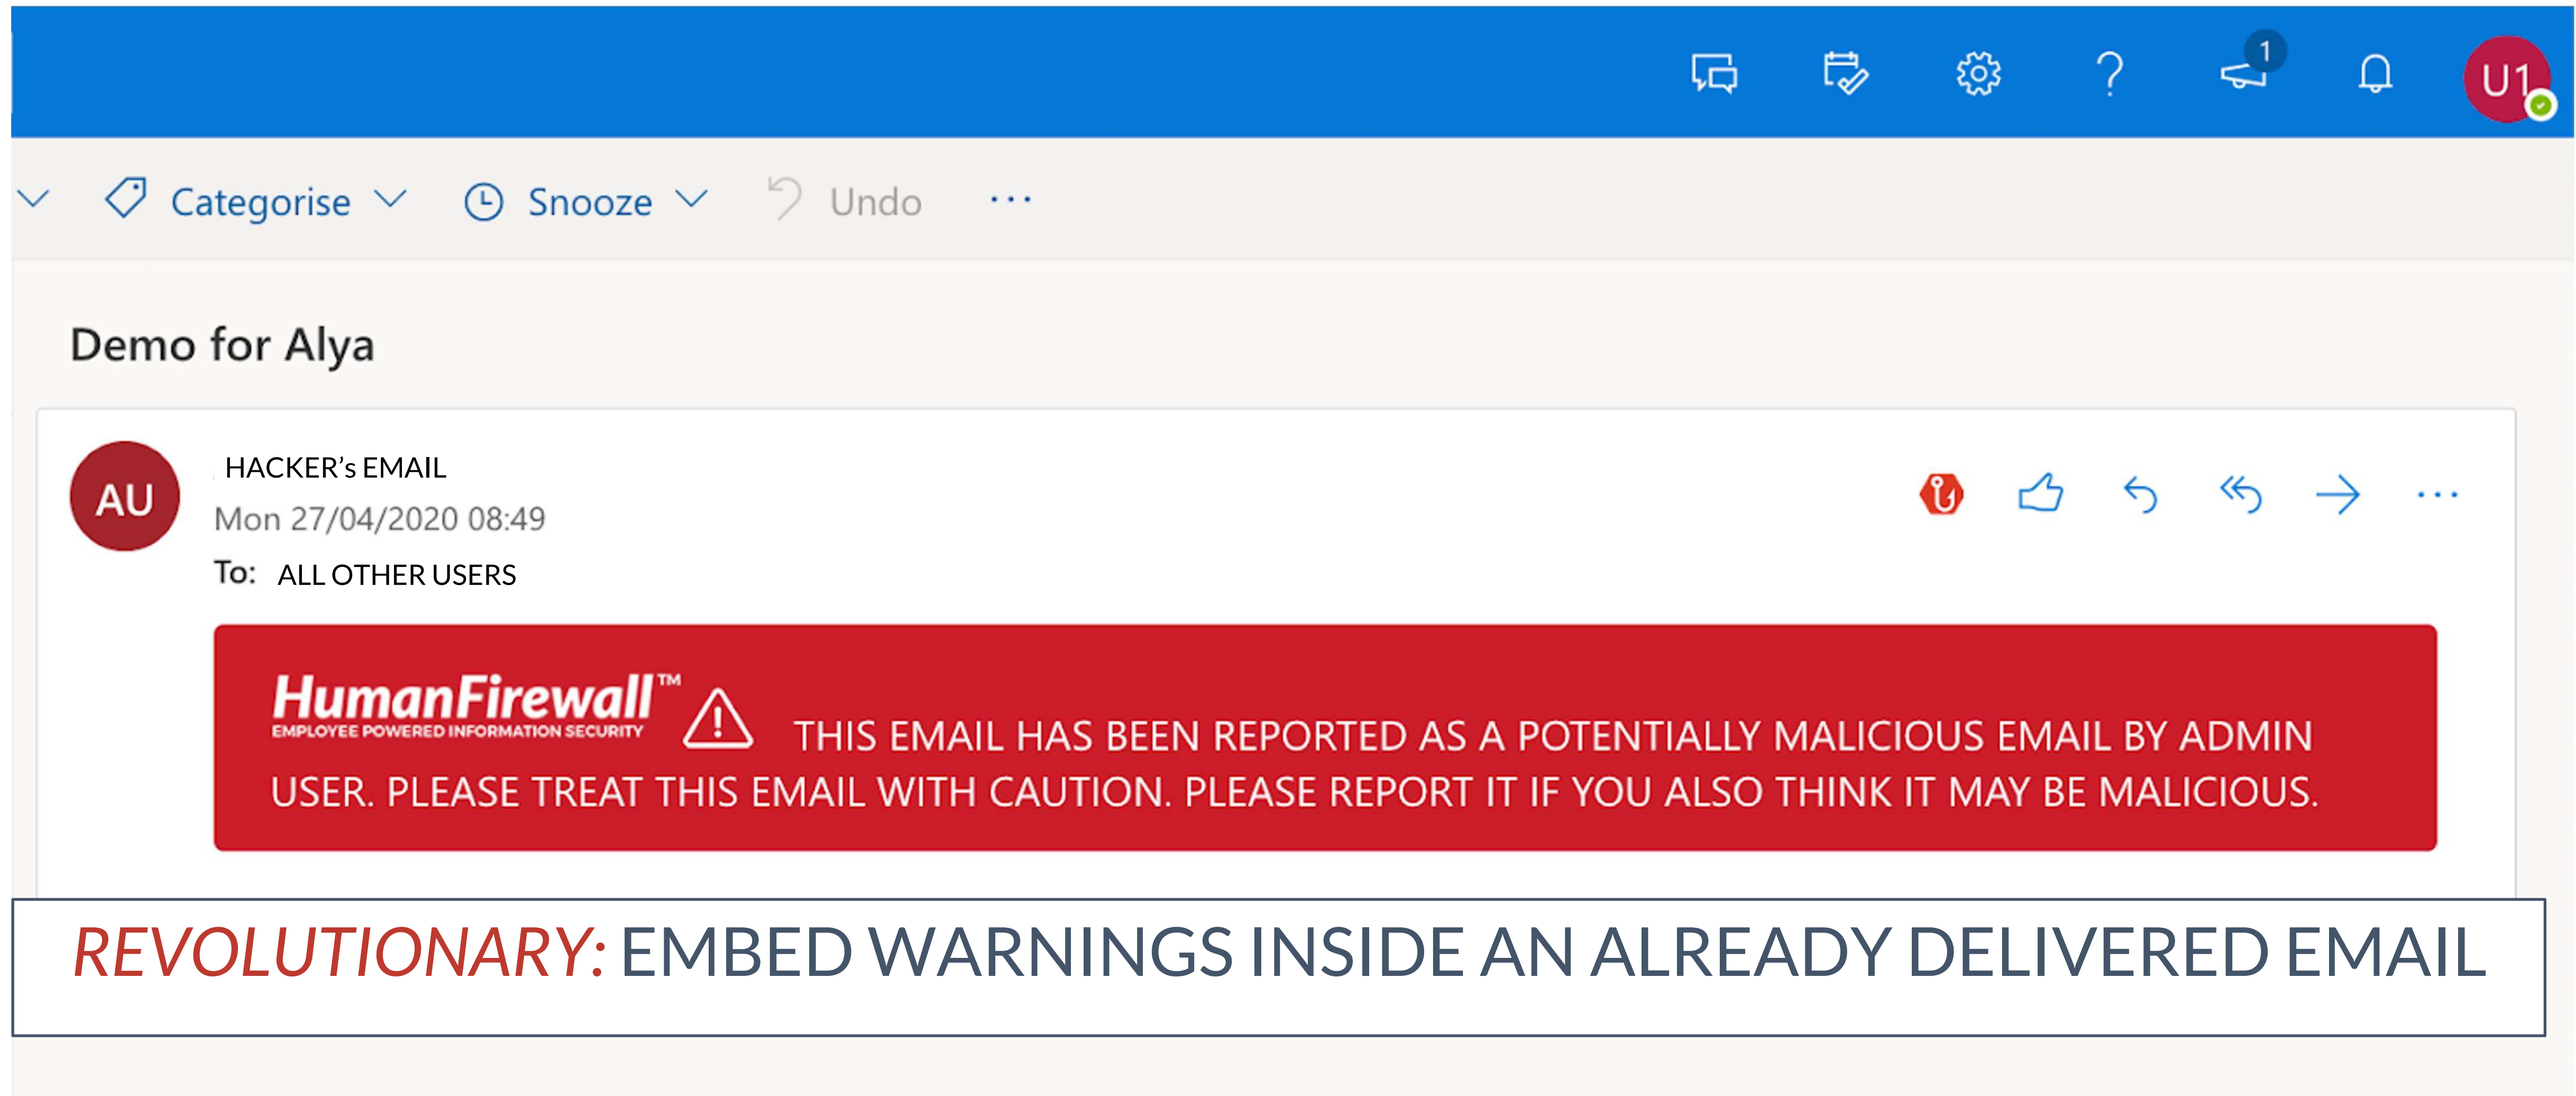 1
U1
Categorise Snooze Undo ...
Demo for Alya
AU
HACKER's EMAIL
Mon 27/04/2020 08:49
To: ALL OTHER USERS
HumanFirewall™
EMPLOYEE POWERED INFORMATION SECURITY
THIS EMAIL HAS BEEN REPORTED AS A POTENTIALLY MALICIOUS EMAIL BY ADMIN
USER. PLEASE TREAT THIS EMAIL WITH CAUTION. PLEASE REPORT IT IF YOU ALSO THINK IT MAY BE MALICIOUS.
REVOLUTIONARY: EMBED WARNINGS INSIDE AN ALREADY DELIVERED EMAIL